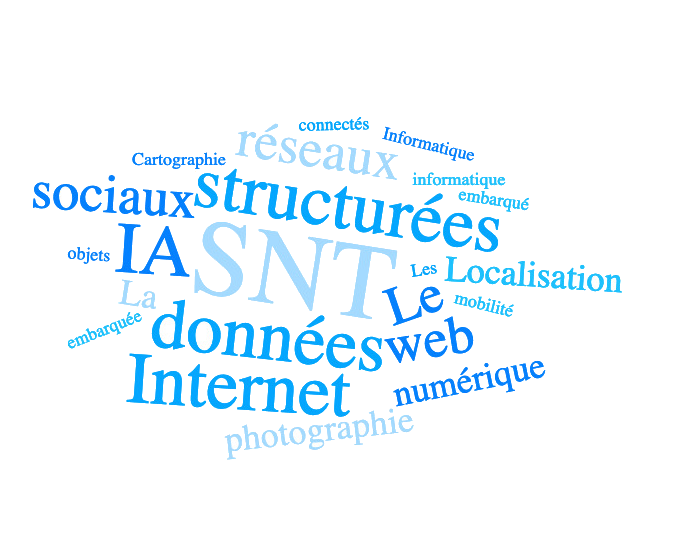 connectés
Informatique
réseaux
Cartographie
informatique
sociaux
structurées
embarqué
objets
IA
SNT
Les
Localisation
La
Le
mobilité
embarquée
données
web
Internet
numérique
photographie